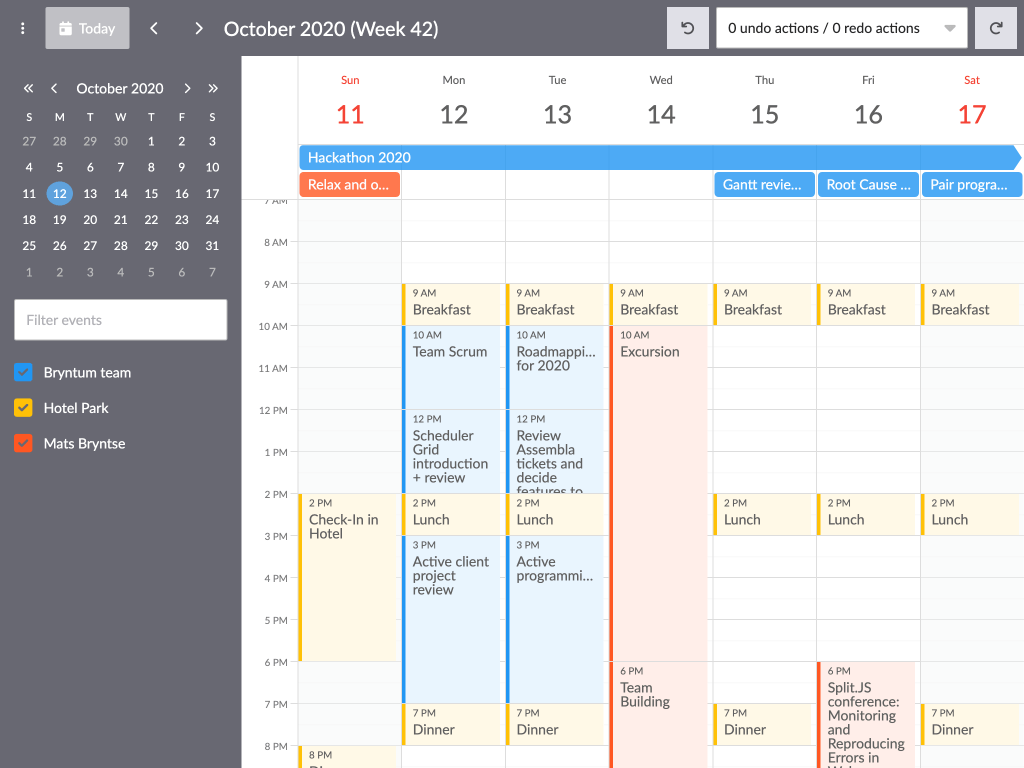 Today
October 2020 (Week 42)
0 undo actions / 0 redo actions
October 2020
S M T W T F S
27 28 29 30 1 2 3
4 5 6 7 8 9 10
11 12 13 14 15 16 17
18 19 20 21 22 23 24
25 26 27 28 29 30 31
1 2 3 4 5 6 7
Filter events
Bryntum team
Hotel Park
Mats Bryntse
Sun Mon Tue Wed Thu Fri Sat
11 12 13 14 15 16 17
Hackathon 2020
Relax and o... Gantt revie... Root Cause ... Pair progra...
7 AM
8 AM
9 AM
10 AM
11 AM
12 PM
1 PM
2 PM
3 PM
4 PM
5 PM
6 PM
7 PM
8 PM
2 PM
Check-In in
Hotel
8 PM
9 AM
Breakfast
10 AM
Team Scrum
12 PM
Scheduler
Grid
introduction
+ review
2 PM
Lunch
3 PM
Active client
project
review
7 PM
Dinner
9 AM
Breakfast
10 AM
Roadmappi...
for 2020
12 PM
Review
Assembla
tickets and
decide
features to
2 PM
Lunch
3 PM
Active
programmi...
7 PM
Dinner
9 AM
Breakfast
10 AM
Excursion
6 PM
Team
Building
9 AM
Breakfast
2 PM
Lunch
7 PM
Dinner
9 AM
Breakfast
2 PM
Lunch
6 PM
Split.JS
conference:
Monitoring
and
Reproducing
Errors in
9 AM
Breakfast
2 PM
Lunch
7 PM
Dinner